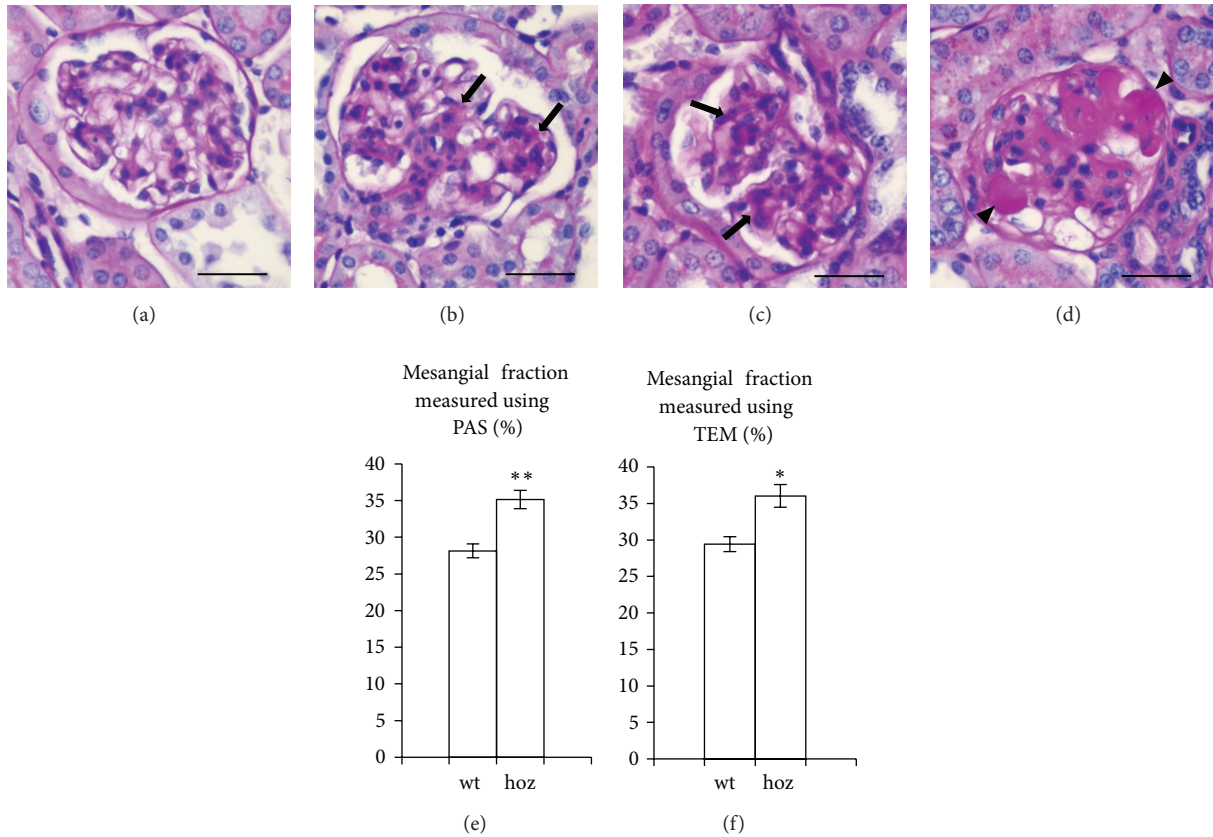 (a)
(b)
(c)
(d)
Mesangial fraction
measured using
PAS (%)
40
35
30
25
20
15
10
5
0
**
wt hoz
(e)
Mesangial fraction
measured using
TEM (%)
40
35
30
25
20
15
10
5
0
*
wt hoz
(f)